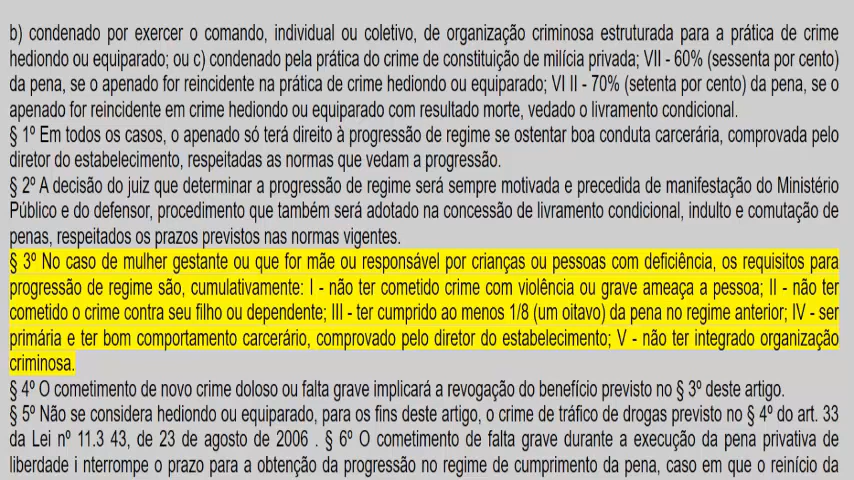 b) condenado por exercer o comando, individual ou coletivo, de organização criminosa estruturada para a prática de crime
hediondo ou equiparado; ou c) condenado pela prática do crime de constituição de milícia privada; VII - 60% (sessenta por cento)
da pena, se o apenado for reincidente na prática de crime hediondo ou equiparado; VI II - 70% (setenta por cento) da pena, se o
apenado for reincidente em crime hediondo ou equiparado com resultado morte, vedado o livramento condicional.
§ 1º Em todos os casos, o apenado só terá direito à progressão de regime se ostentar boa conduta carcerária, comprovada pelo
diretor do estabelecimento, respeitadas as normas que vedam a progressão.
§ 2º A decisão do juiz que determinar a progressão de regime será sempre motivada e precedida de manifestação do Ministério
Público e do defensor, procedimento que também será adotado na concessão de livramento condicional, indulto e comutação de
penas, respeitados os prazos previstos nas normas vigentes.
§ 3º No caso de mulher gestante ou que for mãe ou responsável por crianças ou pessoas com deficiência, os requisitos para
progressão de regime são, cumulativamente: I - não ter cometido crime com violência ou grave ameaça a pessoa; II - não ter
cometido o crime contra seu filho ou dependente; III - ter cumprido ao menos 1/8 (um oitavo) da pena no regime anterior; IV - ser
primária e ter bom comportamento carcerário, comprovado pelo diretor do estabelecimento; V - não ter integrado organização
criminosa.
§ 4º O cometimento de novo crime doloso ou falta grave implicará a revogação do benefício previsto no § 3º deste artigo.
§ 5º Não se considera hediondo ou equiparado, para os fins deste artigo, o crime de tráfico de drogas previsto no § 4º do art. 33
da Lei nº 11.3 43, de 23 de agosto de 2006 . § 6º O cometimento de falta grave durante a execução da pena privativa de
liberdade i nterrompe o prazo para a obtenção da progressão no regime de cumprimento da pena, caso em que o reinício da